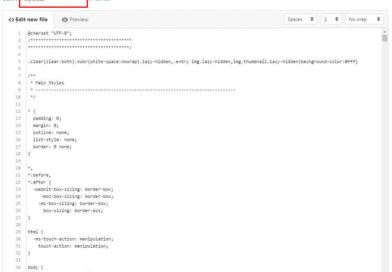 <> Edit new file Preview Spaces 2 No wrap
1 @charset "UTF-8";
2 /****************************************
3 ****************************************/
4
5 .clear{clear:both}.nobr{white-space:nowrap}.lazy-hidden,.entry img.lazy-hidden,img.thumbnail.lazy-hidden{background-color:#fff}
6
7 /**
8 * Main Styles
9 * -----------------------------------------------------------------------------
10 */
11
12 * {
13 padding: 0;
14 margin: 0;
15 outline: none;
16 list-style: none;
17 border: 0 none;
18 }
19
20 *,
21 *:before,
22 *:after {
23 -webkit-box-sizing: border-box;
24 -moz-box-sizing: border-box;
25 -ms-box-sizing: border-box;
26 box-sizing: border-box;
27 }
28
29 html {
30 -ms-touch-action: manipulation;
31 touch-action: manipulation;
32 }
33
34 body {